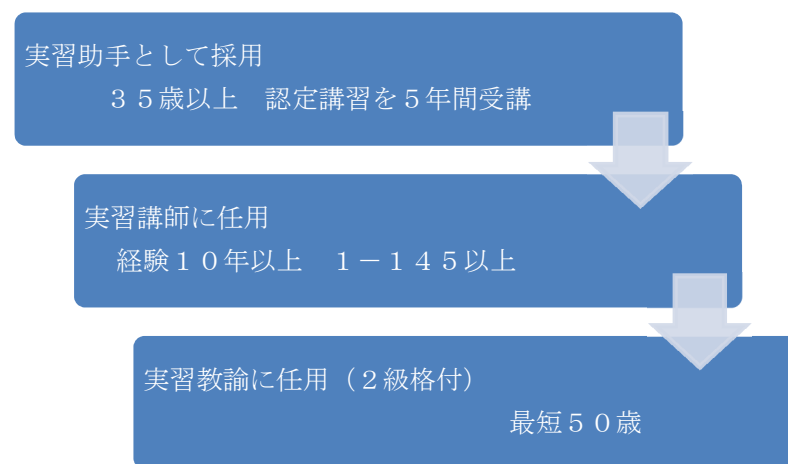 実習助手として採用
３５歳以上　認定講習を５年間受講
実習講師に任用
経験１０年以上　１－１４５以上
実習教諭に任用（２級格付）
最短５０歳